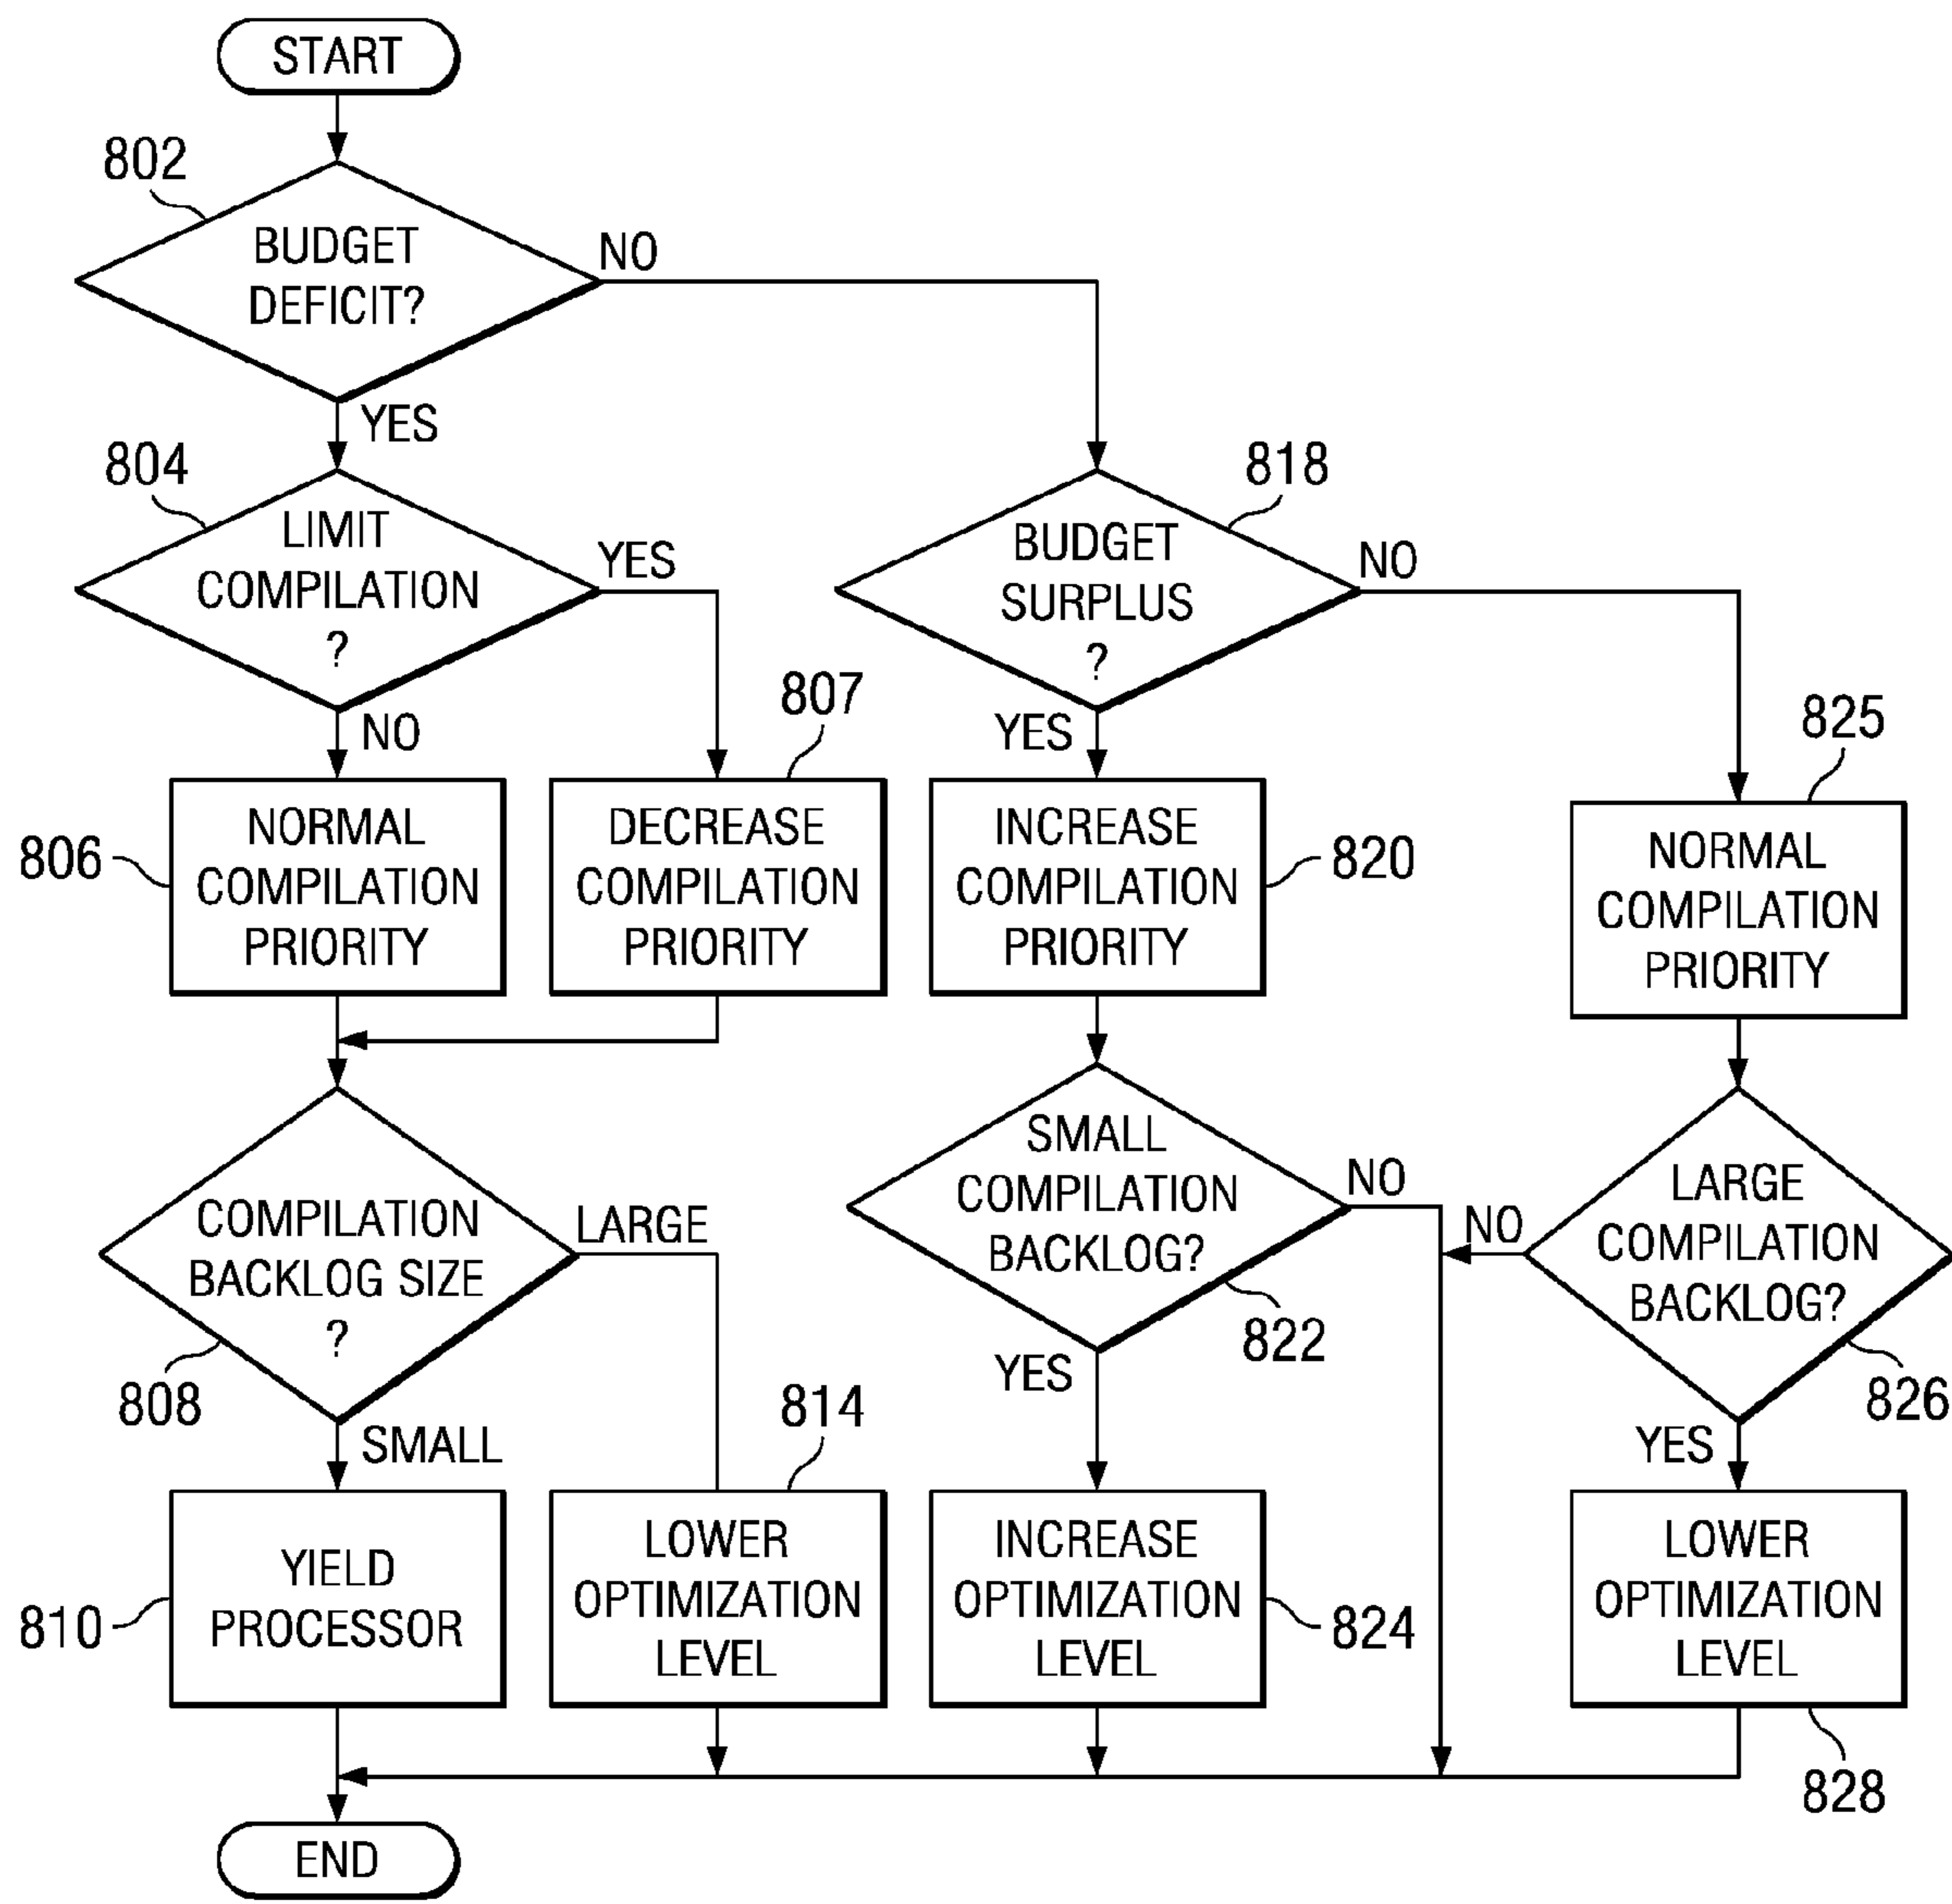 START
802
BUDGET
DEFICIT?
NO
YES
804
LIMIT
COMPILATION
?
YES
NO
818
BUDGET
SURPLUS
?
NO
YES
807
825
806
NORMAL
COMPILATION
PRIORITY
DECREASE
COMPILATION
PRIORITY
INCREASE
COMPILATION
PRIORITY
820
NORMAL
COMPILATION
PRIORITY
COMPILATION
BACKLOG SIZE
?
LARGE
808
SMALL
SMALL
COMPILATION
BACKLOG?
NO
822
YES
LARGE
COMPILATION
BACKLOG?
NO
826
YES
814
810
YIELD
PROCESSOR
LOWER
OPTIMIZATION
LEVEL
INCREASE
OPTIMIZATION
LEVEL
824
LOWER
OPTIMIZATION
LEVEL
828
END